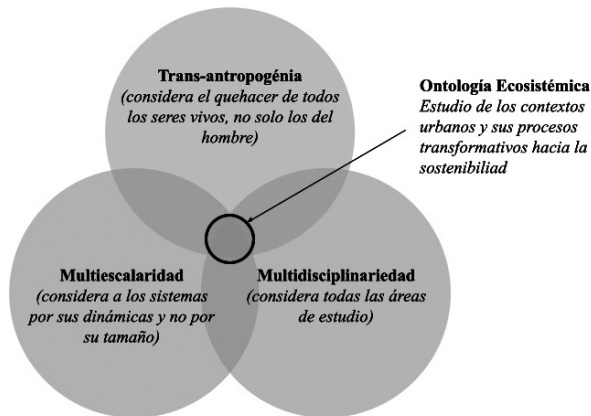 Trans-antropogénia
(considera el quehacer de todos
los seres vivos, no solo los del
hombre)
Ontología Ecosistémica
Estudio de los contextos
urbanos y sus procesos
transformativos hacia la
sostenibiliad
Multiescalaridad
(considera a los sistemas
por sus dinámicas y no por
su tamaño)
Multidisciplinariedad
(considera todas las áreas
de estudio)